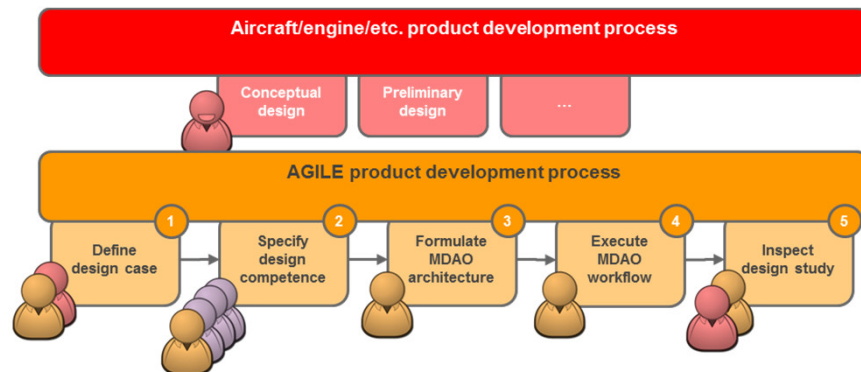 Aircraft/engine/etc. product development process
Conceptual
design
Preliminary
design
...
AGILE product development process
1
2
3
4
5
Define
design case
Specify
design
competence
Formulate
MDAO
architecture
Execute
MDAO
workflow
Inspect
design study